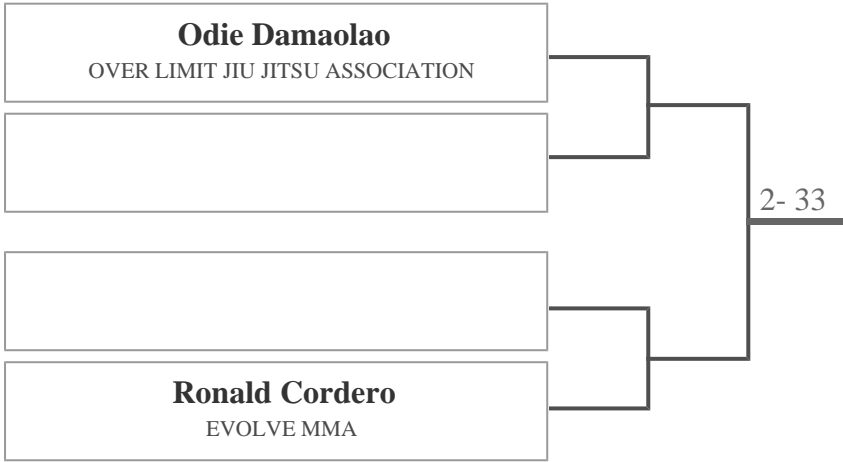 Odie Damaolao
OVER LIMIT JIU JITSU ASSOCIATION
2- 33
Ronald Cordero
EVOLVE MMA